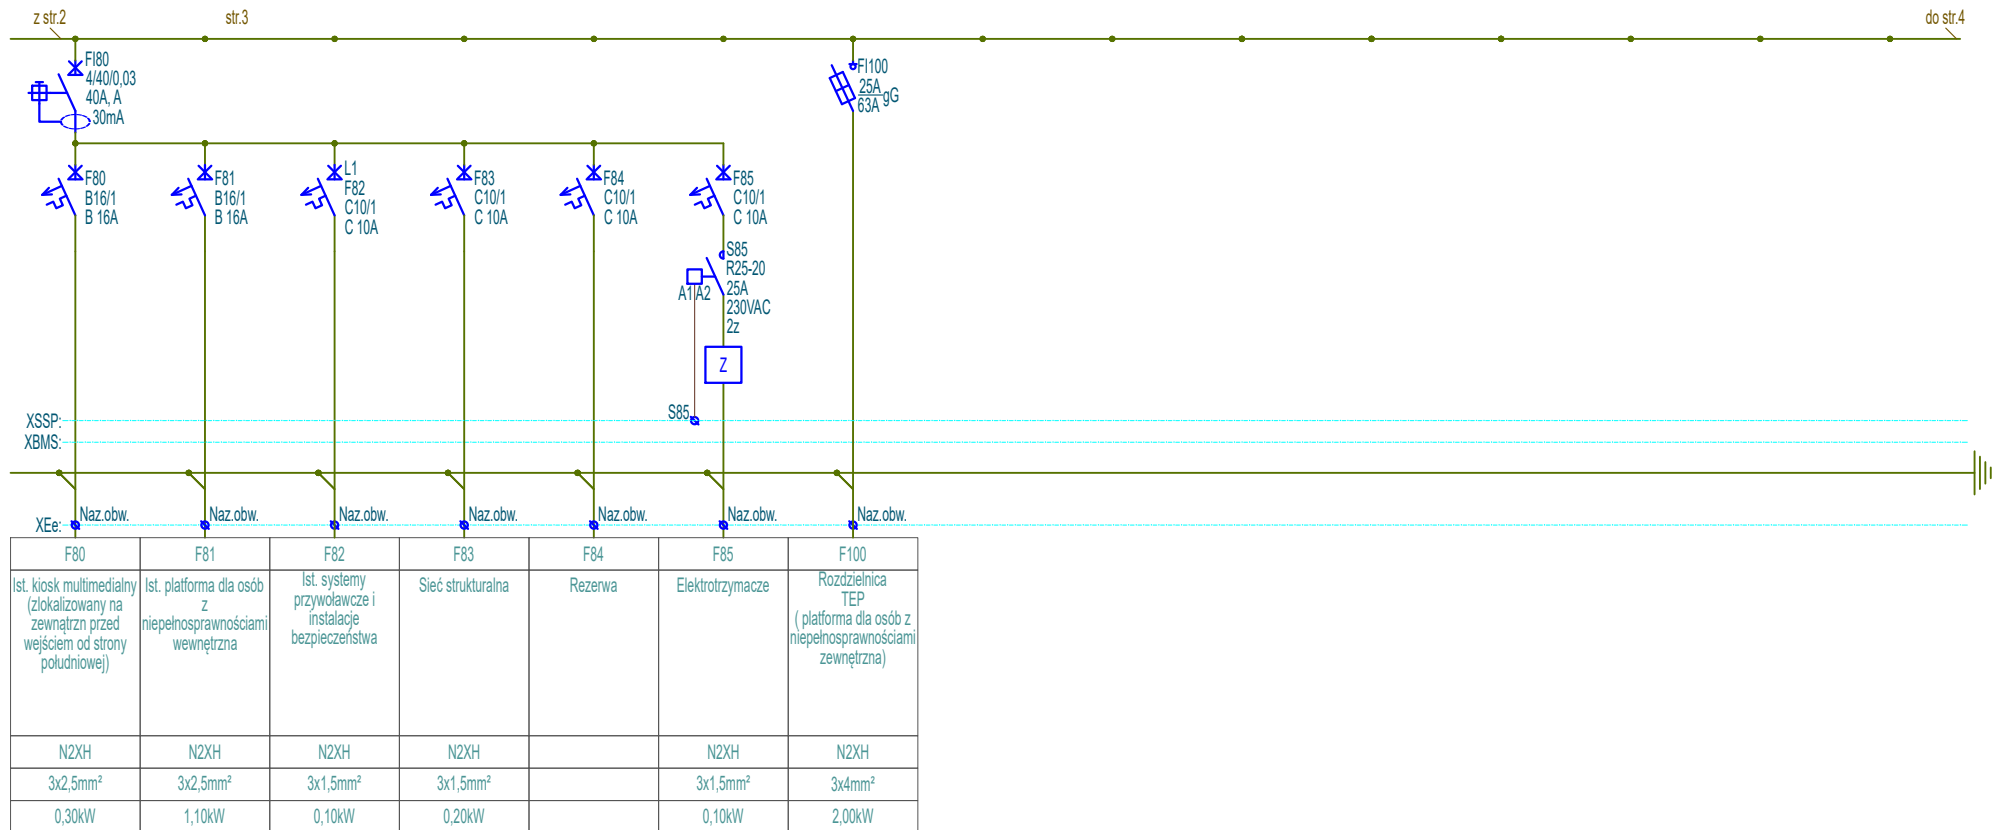 z str.2
str.3
do str.4
FI80
4/40/0,03
40A, A
30mA
FI100
25A
63A
gG
F80
B16/1
B 16A
F81
B16/1
B 16A
L1
F82
C10/1
C 10A
F83
C10/1
C 10A
F84
C10/1
C 10A
F85
C10/1
C 10A
S85
R25-20
25A
230VAC
2z
A1 A2
Z
S85
XSSP:
XBMS:
XEe:
Naz.obw.
Naz.obw.
Naz.obw.
Naz.obw.
Naz.obw.
Naz.obw.
Naz.obw.
F80
F81
F82
F83
F84
F85
F100
Ist. kiosk multimedialny
(zlokalizowany na
zewnątrzn przed
wejściem od strony
południowej)
Ist. platforma dla osób
z
niepełnosprawnościami
wewnętrzna
Ist. systemy
przywoławcze i
instalacje
bezpieczeństwa
Sieć strukturalna
Rezerwa
Elektrotrzymacze
Rozdzielnica
TEP
( platforma dla osób z
niepełnosprawnościami
zewnętrzna)
N2XH
N2XH
N2XH
N2XH
N2XH
N2XH
3x2,5mm²
3x2,5mm²
3x1,5mm²
3x1,5mm²
3x1,5mm²
3x4mm²
0,30kW
1,10kW
0,10kW
0,20kW
0,10kW
2,00kW